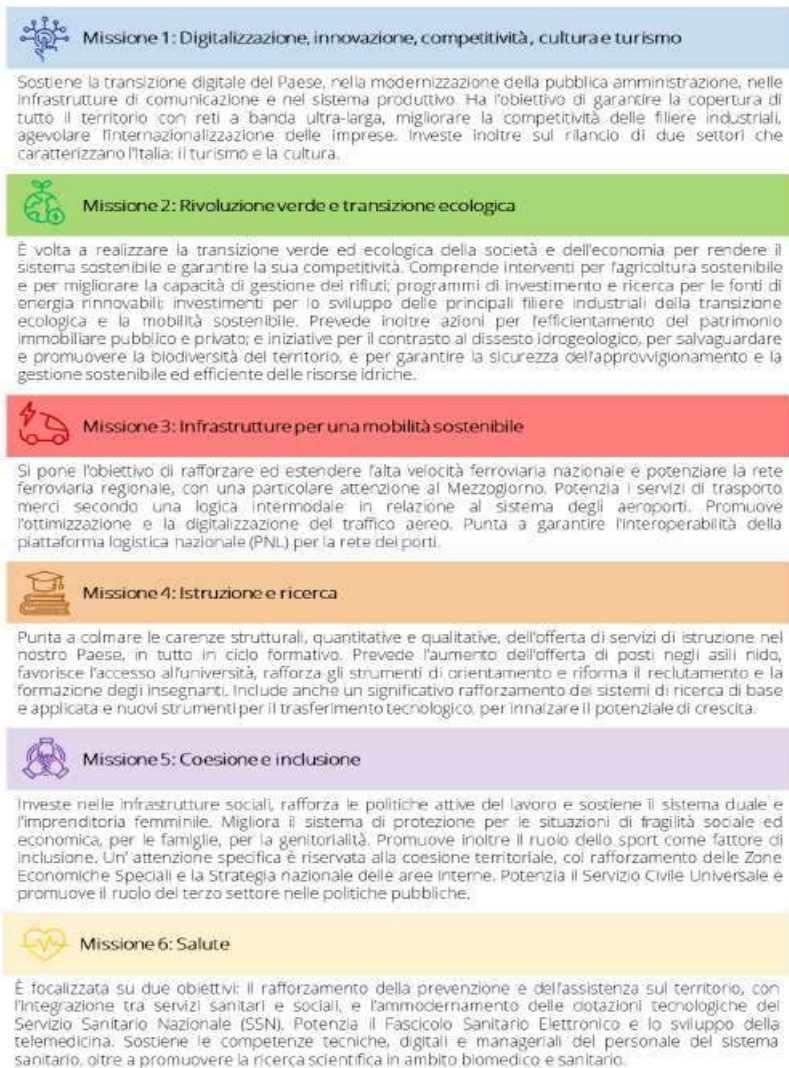 Missione 1: Digitalizzazione, innovazione, competitività, cultura e turismo
Sostiene la transizione digitale del Paese, nella modernizzazione della pubblica amministrazione, nelle
infrastrutture di comunicazione e nel sistema produttivo. Ha l'obiettivo di garantire la copertura di
tutto il territorio con reti a banda ultra-larga, migliorare la competitività delle filiere industriali,
agevolare l'internazionalizzazione delle imprese. Investe inoltre sul rilancio di due settori che
caratterizzano l'Italia: il turismo e la cultura.
Missione 2: Rivoluzione verde e transizione ecologica
È volta a realizzare la transizione verde ed ecologica della società e dell'economia per rendere il
sistema sostenibile e garantire la sua competitività. Comprende interventi per l'agricoltura sostenibile
e per migliorare la capacità di gestione dei rifiuti; programmi di investimento e ricerca per le fonti di
energia rinnovabili; investimenti per lo sviluppo delle principali filiere industriali della transizione
ecologica e la mobilità sostenibile. Prevede inoltre azioni per l'efficientamento del patrimonio
immobiliare pubblico e privato; e iniziative per il contrasto al dissesto idrogeologico, per salvaguardare
e promuovere la biodiversità del territorio, e per garantire la sicurezza dell'approvvigionamento e la
gestione sostenibile ed efficiente delle risorse idriche.
Missione 3: Infrastrutture per una mobilità sostenibile
Si pone l'obiettivo di rafforzare ed estendere l'alta velocità ferroviaria nazionale e potenziare la rete
ferroviaria regionale, con una particolare attenzione al Mezzogiorno. Potenzia i servizi di trasporto
merci secondo una logica intermodale in relazione al sistema degli aeroporti. Promuove
l'ottimizzazione e la digitalizzazione del traffico aereo. Punta a garantire l'interoperabilità della
piattaforma logistica nazionale (PNL) per la rete dei porti.
Missione 4: Istruzione e ricerca
Punta a colmare le carenze strutturali, quantitative e qualitative, dell'offerta di servizi di istruzione nel
nostro Paese, in tutto in ciclo formativo. Prevede l'aumento dell'offerta di posti negli asili nido,
favorisce l'accesso all'università, rafforza gli strumenti di orientamento e riforma il reclutamento e la
formazione degli insegnanti. Include anche un significativo rafforzamento dei sistemi di ricerca di base
e applicata e nuovi strumenti per il trasferimento tecnologico, per innalzare il potenziale di crescita.
Missione 5: Coesione e inclusione
Investe nelle infrastrutture sociali, rafforza le politiche attive del lavoro e sostiene il sistema duale e
l'imprenditoria femminile. Migliora il sistema di protezione per le situazioni di fragilità sociale ed
economica, per le famiglie, per la genitorialità. Promuove inoltre il ruolo dello sport come fattore di
inclusione. Un' attenzione specifica è riservata alla coesione territoriale, col rafforzamento delle Zone
Economiche Speciali e la Strategia nazionale delle aree interne. Potenzia il Servizio Civile Universale e
promuove il ruolo del terzo settore nelle politiche pubbliche.
Missione 6: Salute
È focalizzata su due obiettivi: il rafforzamento della prevenzione e dell'assistenza sul territorio, con
l'integrazione tra servizi sanitari e sociali, e l'ammodernamento delle dotazioni tecnologiche del
Servizio Sanitario Nazionale (SSN). Potenzia il Fascicolo Sanitario Elettronico e lo sviluppo della
telemedicina. Sostiene le competenze tecniche, digitali e manageriali del personale del sistema
sanitario, oltre a promuovere la ricerca scientifica in ambito biomedico e sanitario.